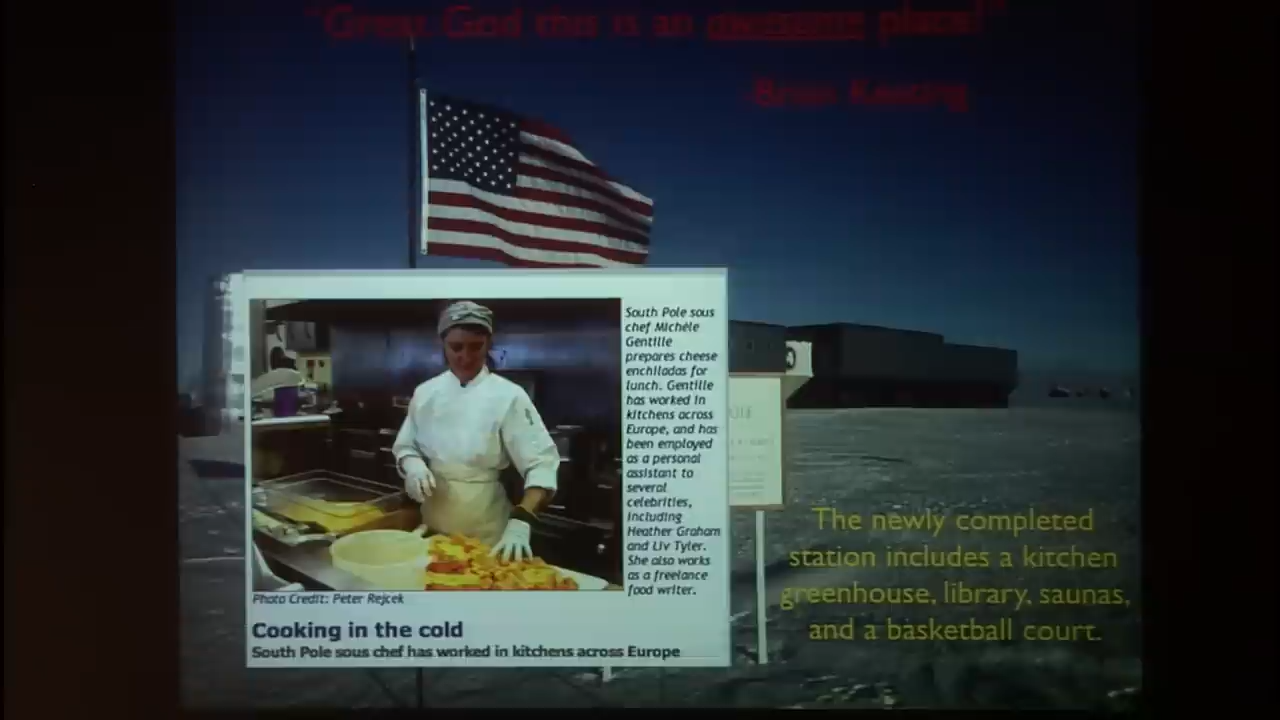 "Great God this is an awesome place!"
-Brian Keating
South Pole sous
chef Michèle
Gentille
prepares cheese
enchiladas for
lunch. Gentille
has worked in
kitchens across
Europe, and has
been employed
as a personal
assistant to
several
celebrities,
including
Heather Graham
and Liv Tyler.
She also works
as a freelance
food writer.
Photo Credit: Peter Rejcek
Cooking in the cold
South Pole sous chef has worked in kitchens across Europe
The newly completed
station includes a kitchen
greenhouse, library, saunas,
and a basketball court.